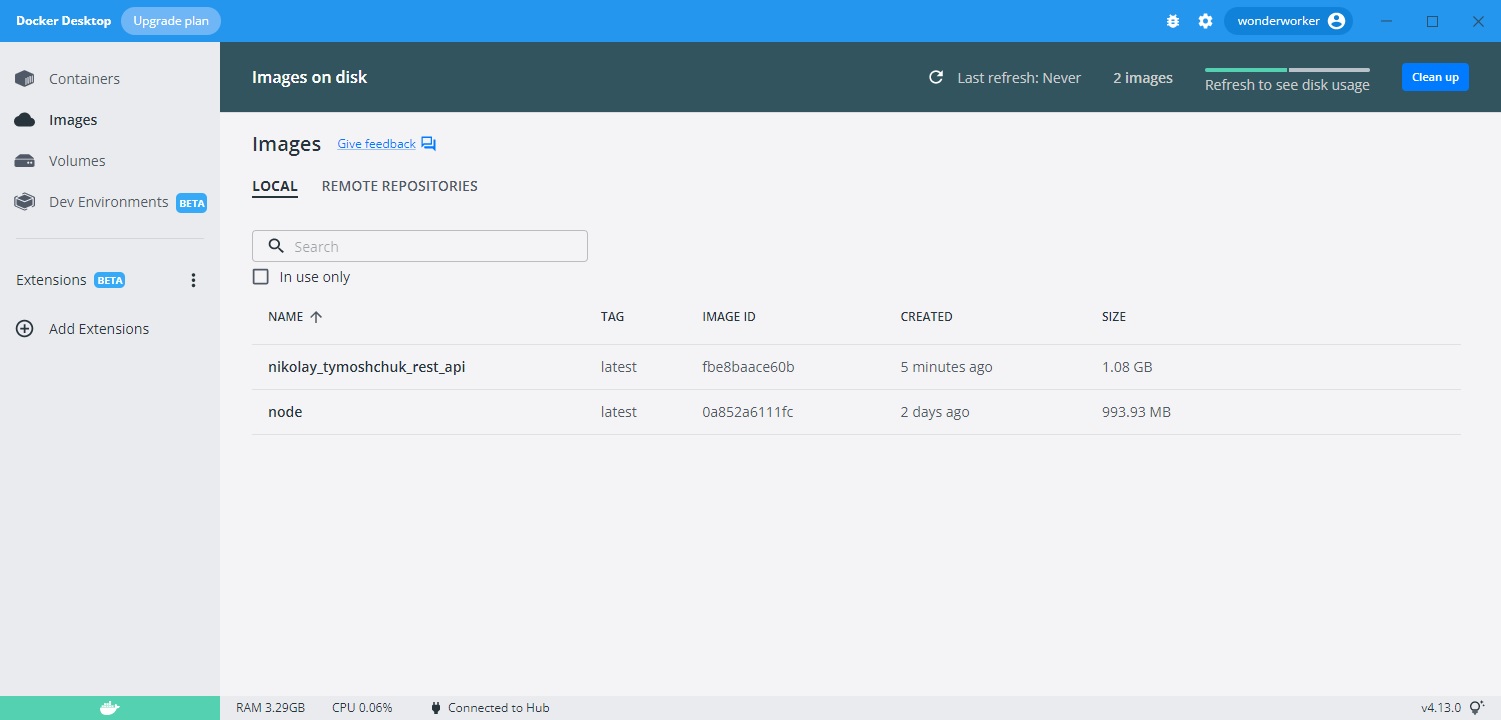 Docker Desktop Upgrade plan wonderworker
Containers
Images
Volumes
Dev Environments BETA
Extensions BETA
Add Extensions
Images on disk Last refresh: Never 2 images Refresh to see disk usage Clean up
Images Give feedback
LOCAL REMOTE REPOSITORIES
Search
In use only
NAME TAG IMAGE ID CREATED SIZE
nikolay_tymoshchuk_rest_api latest fbe8baace60b 5 minutes ago 1.08 GB
node latest 0a852a6111fc 2 days ago 993.93 MB
RAM 3.29GB CPU 0.06% Connected to Hub v4.13.0